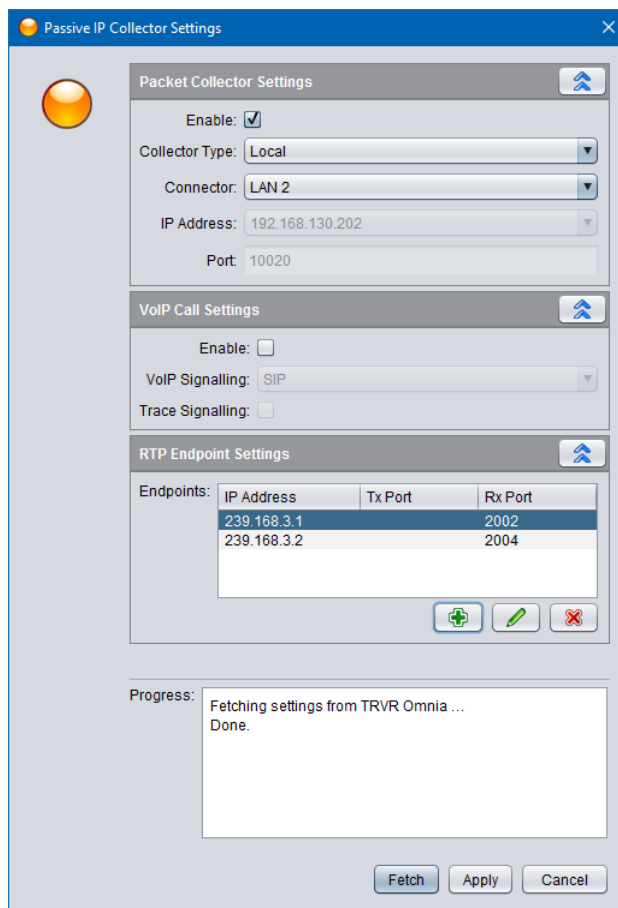 Passive IP Collector Settings
Packet Collector Settings
Enable:
Collector Type: Local
Connector: LAN 2
IP Address: 192.168.130.202
Port: 10020
VoIP Call Settings
Enable:
VoIP Signalling: SIP
Trace Signalling:
RTP Endpoint Settings
Endpoints: IP Address Tx Port Rx Port
239.168.3.1 2002
239.168.3.2 2004
Progress: Fetching settings from TRVR Omnia ...
Done.
Fetch Apply Cancel